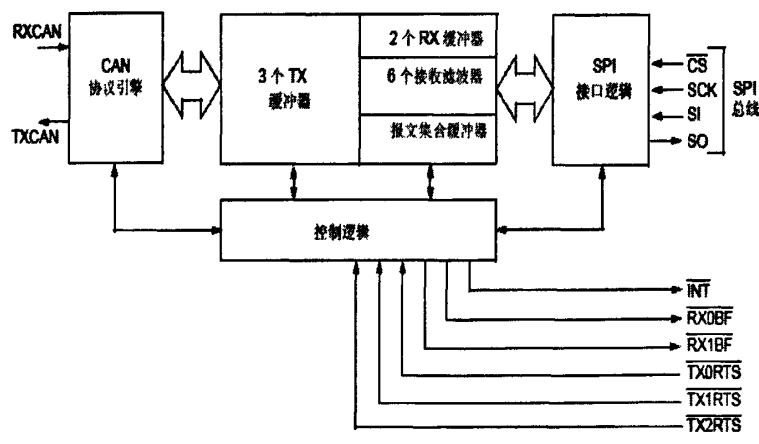 RXCAN
TXCAN
CAN
协议引擎
3个TX
缓冲器
2个RX 缓冲器
6个接收滤波器
报文集合缓冲器
SPI
接口逻辑
CS
SCK
SI
SO
SPI
总线
控制逻辑
INT
RX0BF
RX1BF
TX0RTS
TX1RTS
TX2RTS